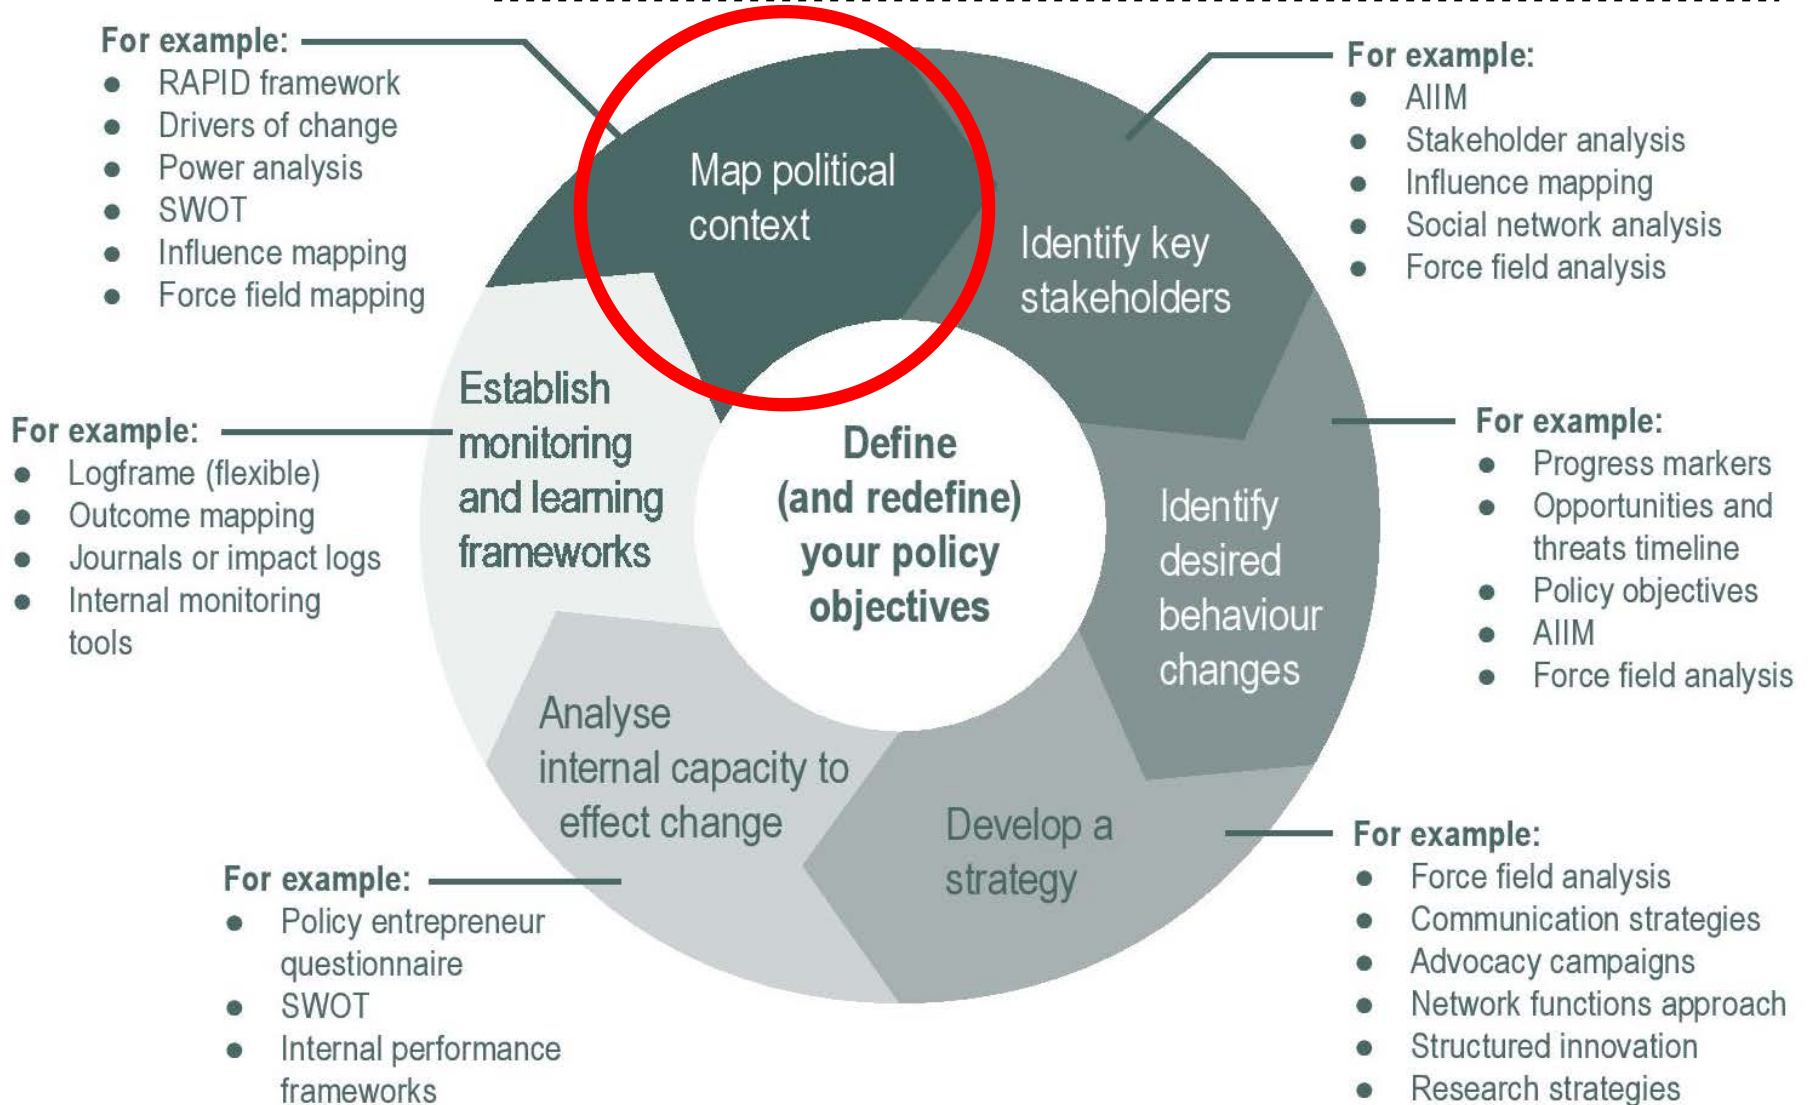 For example:
● RAPID framework
● Drivers of change
● Power analysis
● SWOT
● Influence mapping
● Force field mapping
Map political
context
For example:
● AIIM
● Stakeholder analysis
● Influence mapping
● Social network analysis
● Force field analysis
Identify key
stakeholders
For example:
● Progress markers
● Opportunities and
threats timeline
● Policy objectives
● AIIM
● Force field analysis
Identify
desired
behaviour
changes
For example:
● Force field analysis
● Communication strategies
● Advocacy campaigns
● Network functions approach
● Structured innovation
● Research strategies
Develop a
strategy
For example:
● Policy entrepreneur
questionnaire
● SWOT
● Internal performance
frameworks
Analyse
internal capacity to
effect change
For example:
● Logframe (flexible)
● Outcome mapping
● Journals or impact logs
● Internal monitoring
tools
Establish
monitoring
and learning
frameworks
Define
(and redefine)
your policy
objectives